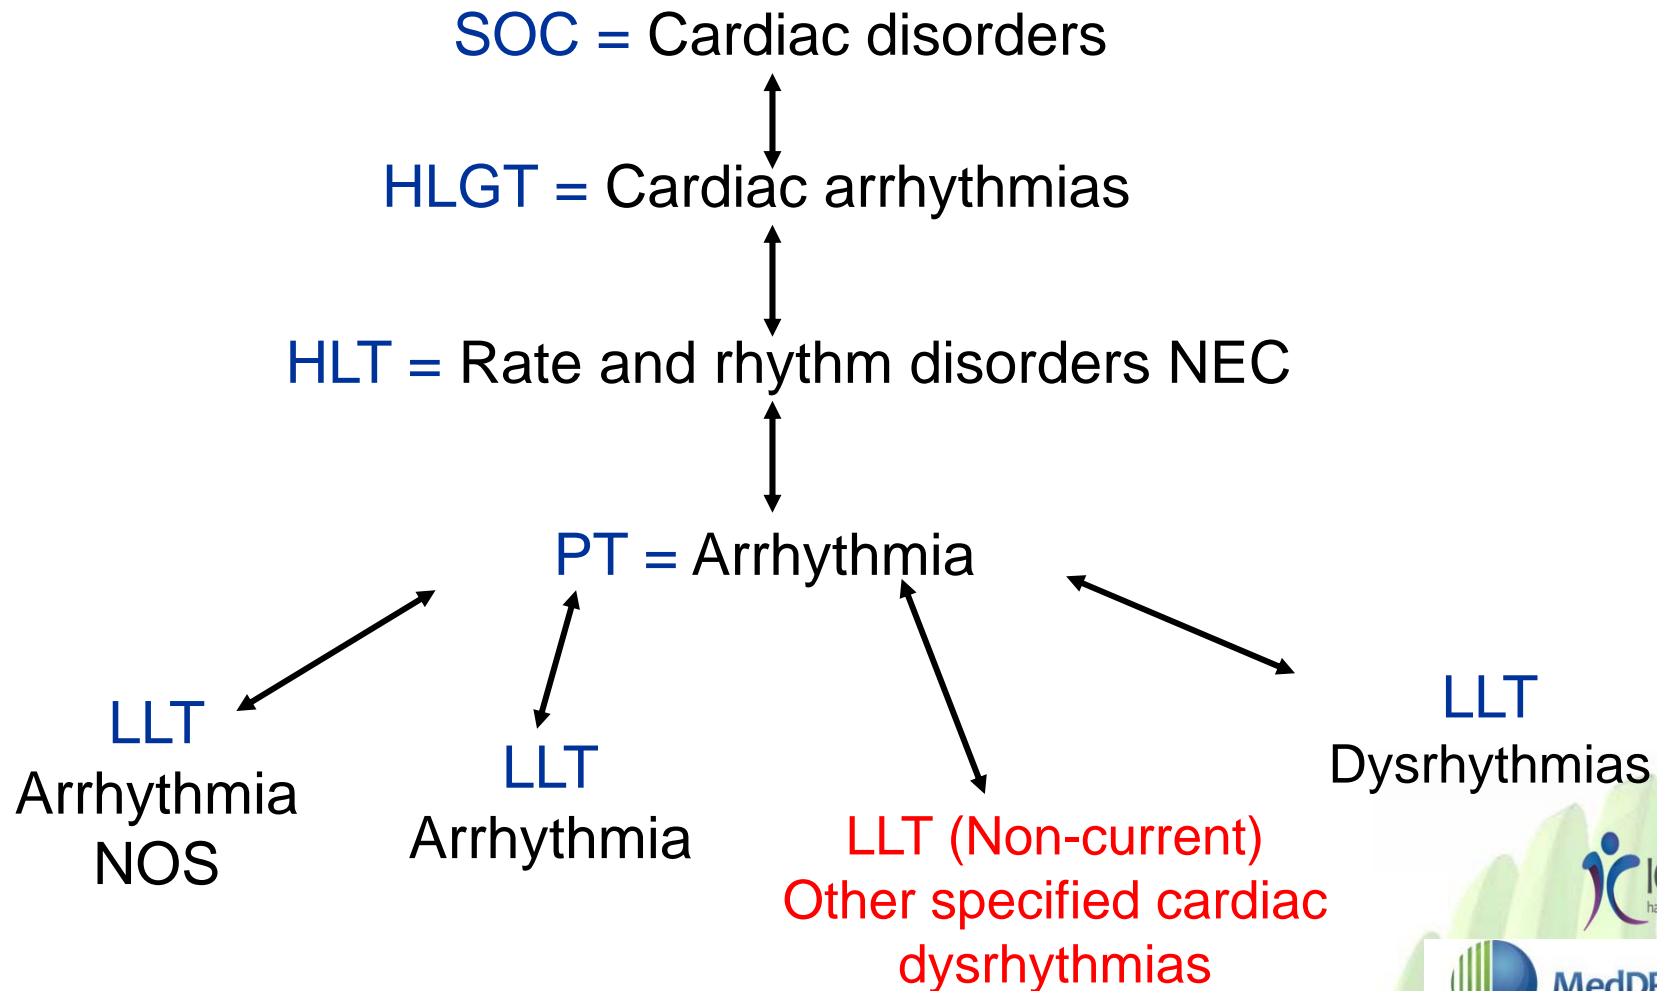 SOC = Cardiac disorders
HLGT = Cardiac arrhythmias
HLT = Rate and rhythm disorders NEC
PT = Arrhythmia
LLT
Arrhythmia
NOS
LLT
Arrhythmia
LLT (Non-current)
Other specified cardiac
dysrhythmias
LLT
Dysrhythmias